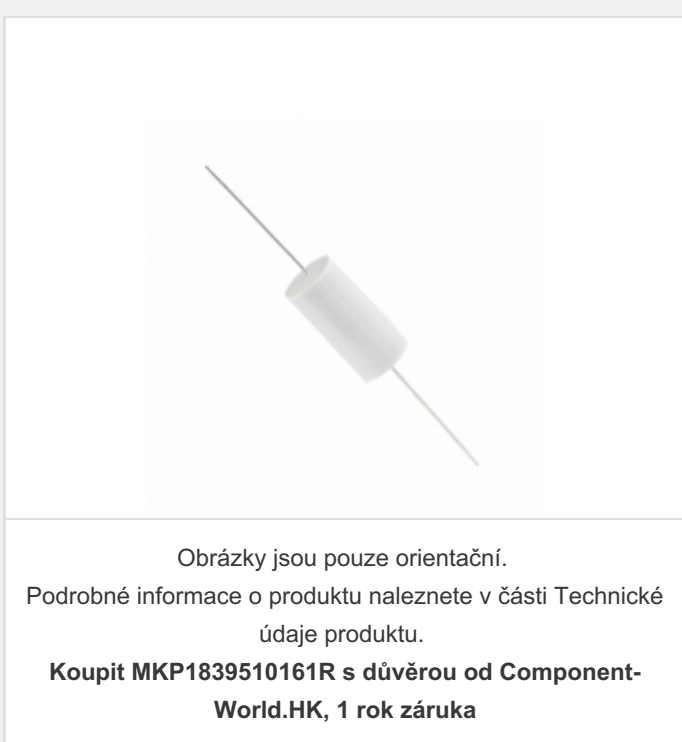 Obrázky jsou pouze orientační.
Podrobné informace o produktu naleznete v části Technické
údaje produktu.
Koupit MKP1839510161R s důvěrou od Component-
World.HK, 1 rok záruka